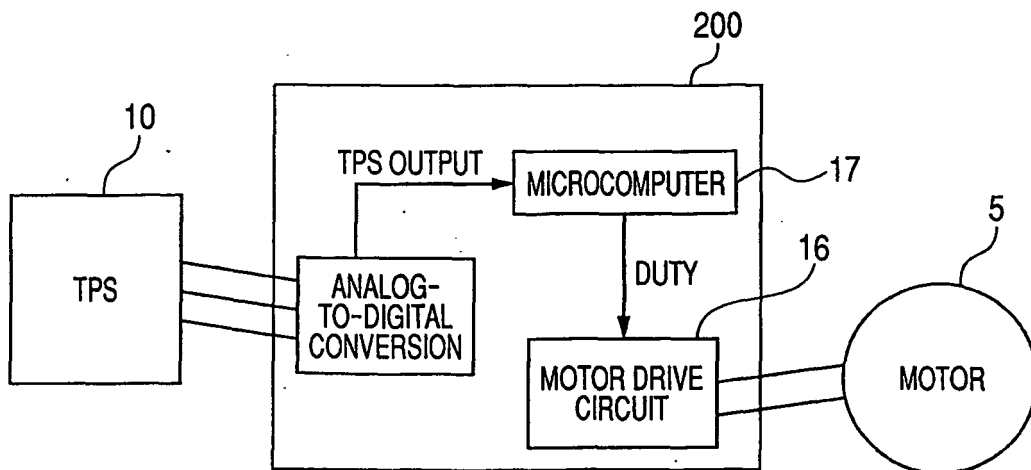 200
10
TPS OUTPUT
MICROCOMPUTER
17
TPS
ANALOG-
TO-DIGITAL
CONVERSION
DUTY
16
5
MOTOR DRIVE
CIRCUIT
MOTOR